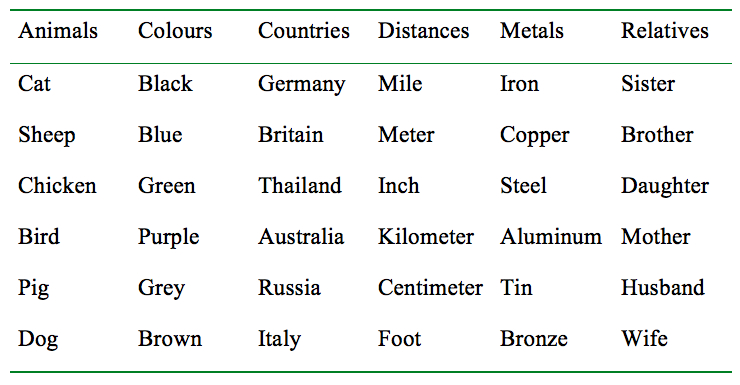 Animals Colours Countries Distances Metals Relatives
Cat Black Germany Mile Iron Sister
Sheep Blue Britain Meter Copper Brother
Chicken Green Thailand Inch Steel Daughter
Bird Purple Australia Kilometer Aluminum Mother
Pig Grey Russia Centimeter Tin Husband
Dog Brown Italy Foot Bronze Wife